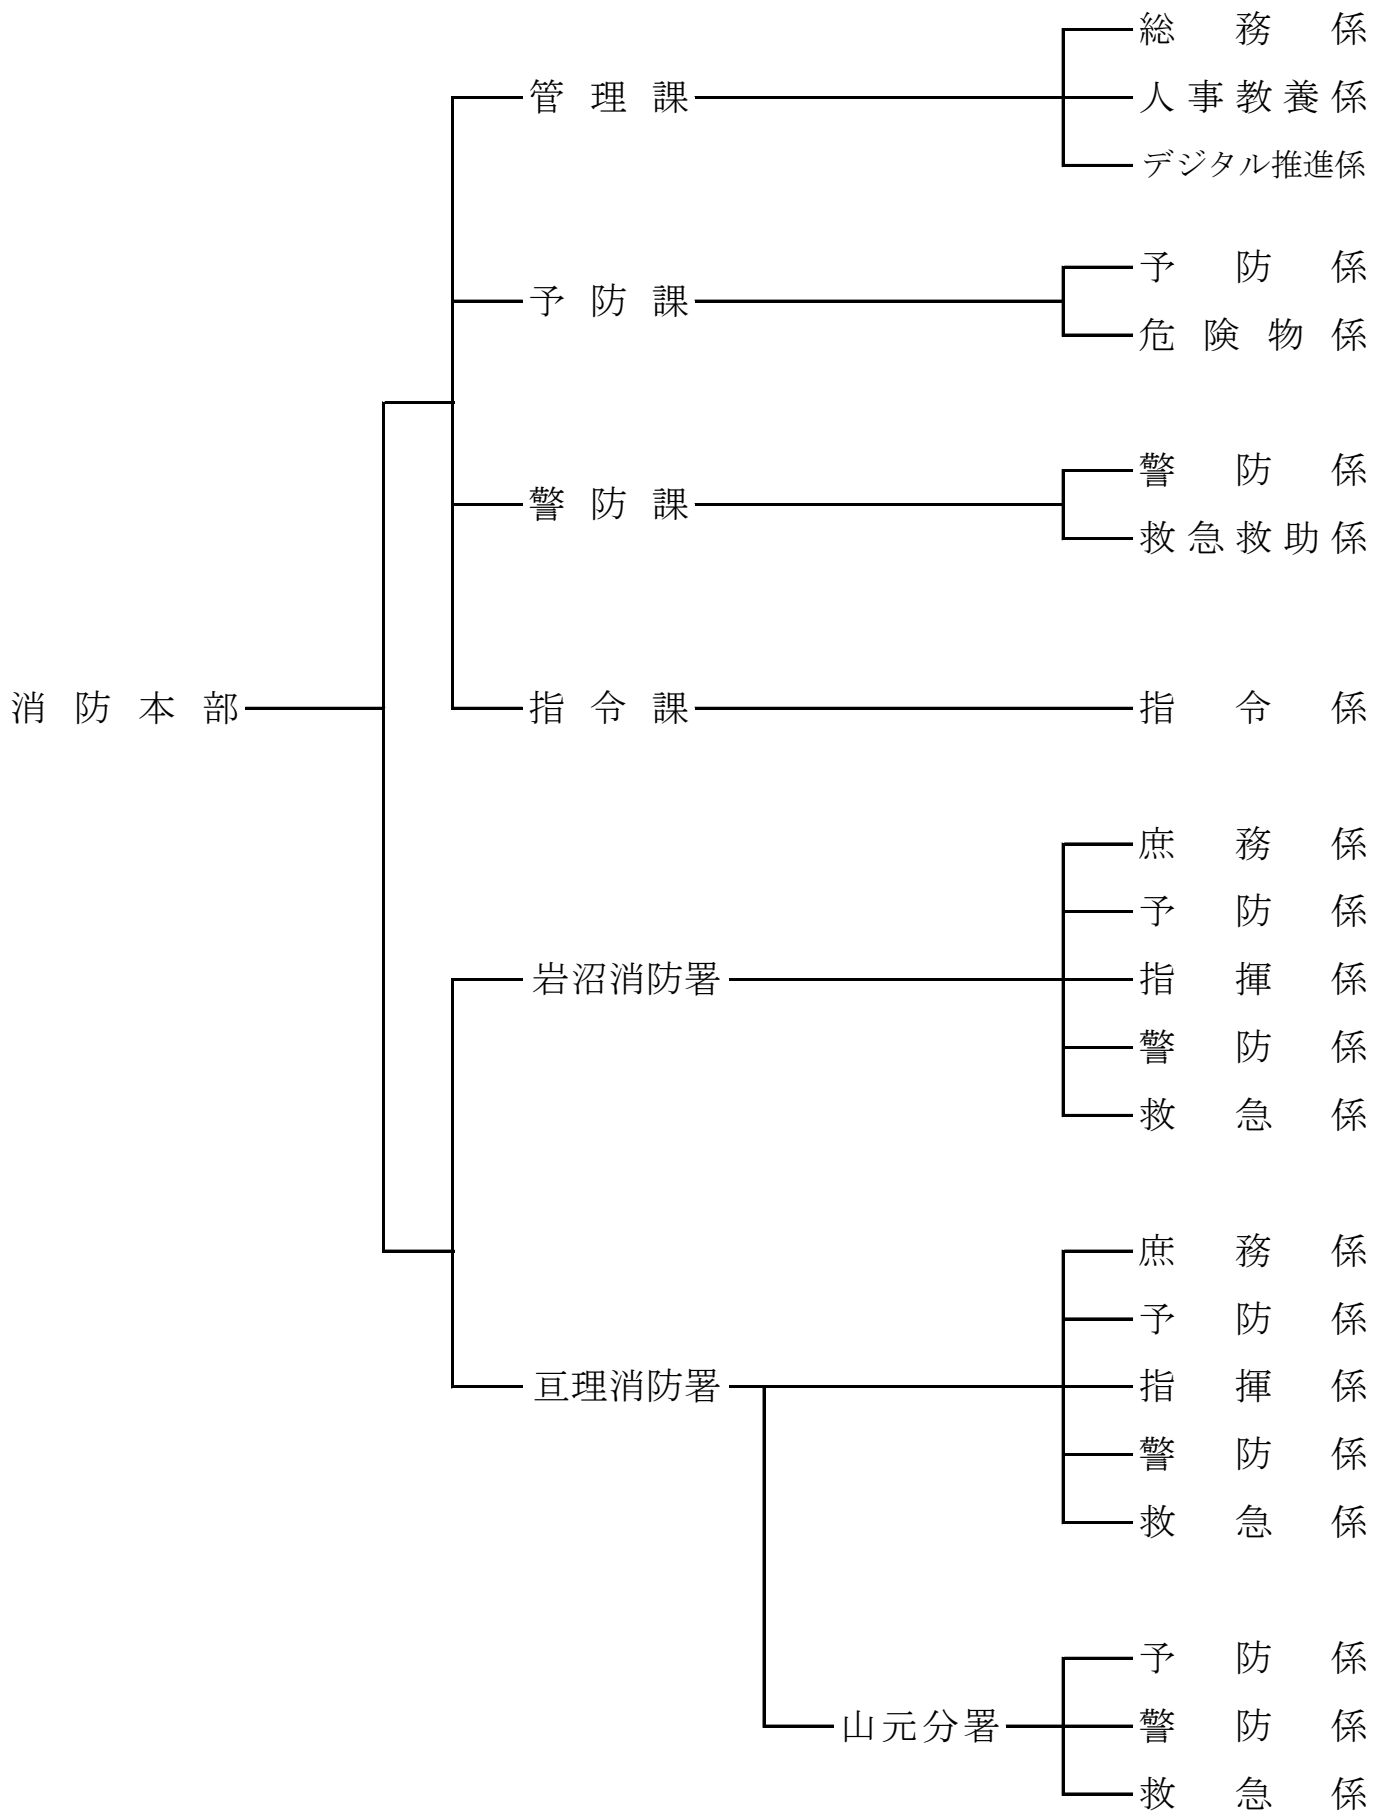 総務係
管理課
人事教養係
デジタル推進係
予防係
予防課
危険物係
警防係
警防課
救急救助係
消防本部
指令課
指令係
庶務係
予防係
岩沼消防署
指揮係
警防係
救急係
庶務係
予防係
亘理消防署
指揮係
警防係
救急係
予防係
山元分署
警防係
救急係